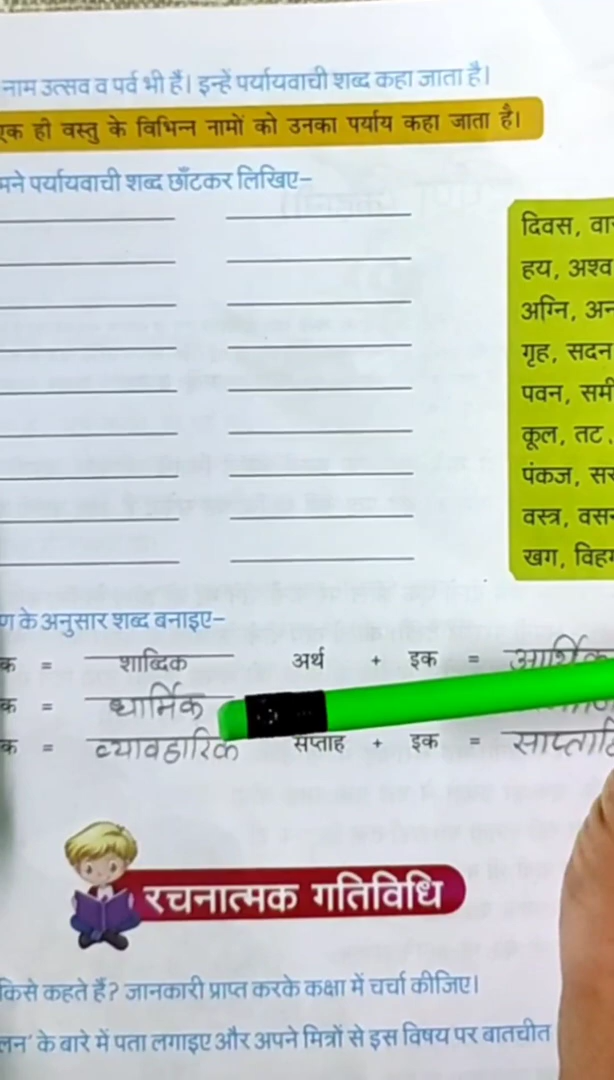 नाम उत्सव व पर्व भी हैं। इन्हें पर्यायवाची शब्द कहा जाता है।
एक ही वस्तु के विभिन्न नामों को उनका पर्याय कहा जाता है।
पर्यायवाची शब्द छाँटकर लिखिए-
दिवस,
हय, अश्व
अग्नि,
गृह, सदन
पवन,
कूल, तट,
पंकज,
वस्त्र,
खग,
के अनुसार शब्द बनाइए-
क = शाब्दिक अर्थ + इक = आर्थिक
क = धार्मिक
क = व्यावहारिक सप्ताह + इक =
रचनात्मक गतिविधि
किसे कहते हैं? जानकारी प्राप्त करके कक्षा में चर्चा कीजिए।
के बारे में पता लगाइए और अपने मित्रों से इस विषय पर बातचीत